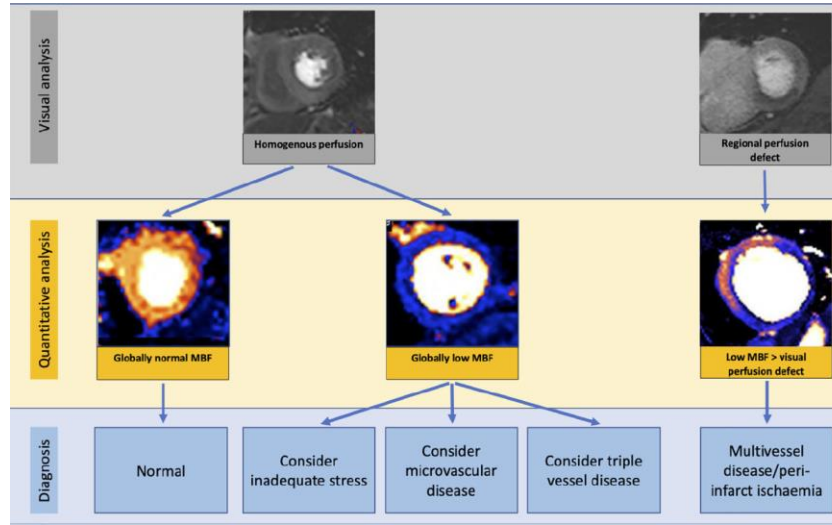 Visual analysis
Homogenous perfusion
Regional perfusion
defect
Quantitative analysis
Globally normal MBF
Globally low MBF
Low MBF > visual
perfusion defect
Diagnosis
Normal
Consider
inadequate stress
Consider
microvascular
disease
Consider triple
vessel disease
Multivessel
disease/peri-
infarct ischaemia